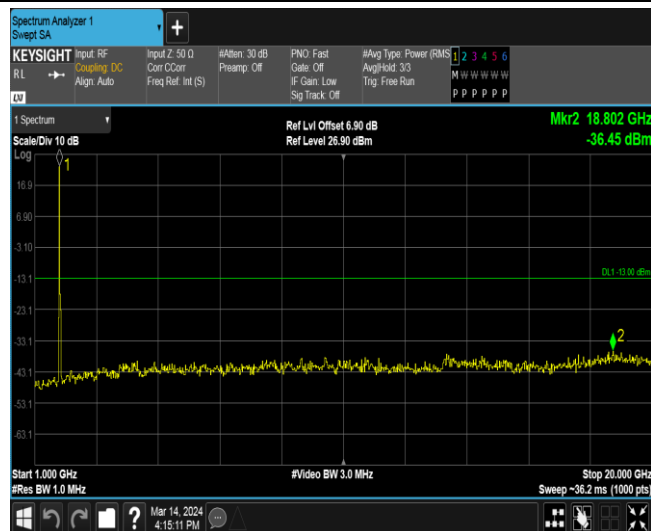 Spectrum Analyzer 1
Swept SA
+
KEYSIGHT
RL
LXI
Input: RF
Coupling: DC
Align: Auto
Input Z: 50 Ω
Corr CCorr
Freq Ref: Int (S)
#Atten: 30 dB
Preamp: Off
PNO: Fast
Gate: Off
IF Gain: Low
Sig Track: Off
#Avg Type: Power (RMS
Avg|Hold: 3/3
Trig: Free Run
1 2 3 4 5 6
M W W W W W
P P P P P P
1 Spectrum
Scale/Div 10 dB
Log
Ref Lvl Offset 6.90 dB
Ref Level 26.90 dBm
Mkr2 18.802 GHz
-36.45 dBm
1
16.9
6.90
-3.10
-13.1
DL1 -13.00 dBm
-23.1
-33.1
2
-43.1
-53.1
-63.1
Start 1.000 GHz
#Video BW 3.0 MHz
Stop 20.000 GHz
#Res BW 1.0 MHz
Sweep ~36.2 ms (1000 pts)
?
Mar 14, 2024
4:15:11 PM